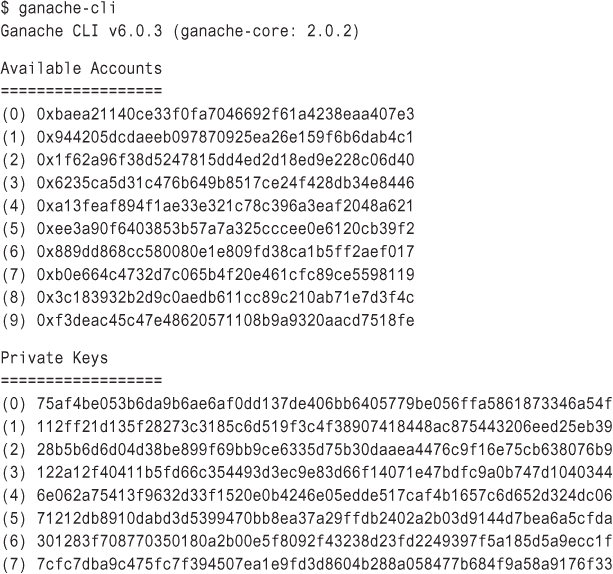 $ ganache-cli
Ganache CLI v6.0.3 (ganache-core: 2.0.2)
Available Accounts
==================
(0) 0xbaea21140ce33f0fa7046692f61a4238eaa407e3
(1) 0x944205dcdaeeb097870925ea26e159f6b6dab4c1
(2) 0x1f62a96f38d5247815dd4ed2d18ed9e228c06d40
(3) 0x6235ca5d31c476b649b8517ce24f428db34e8446
(4) 0xa13feaf894f1ae33e321c78c396a3eaf2048a621
(5) 0xee3a90f6403853b57a7a325cccee0e6120cb39f2
(6) 0x889dd868cc580080e1e809fd38ca1b5ff2aef017
(7) 0xb0e664c4732d7c065b4f20e461cfc89ce5598119
(8) 0x3c183932b2d9c0aedb611cc89c210ab71e7d3f4c
(9) 0xf3deac45c47e48620571108b9a9320aacd7518fe
Private Keys
==================
(0) 75af4be053b6da9b6ae6af0dd137de406bb6405779be056ffa5861873346a54f
(1) 112ff21d135f28273c3185c6d519f3c4f38907418448ac875443206eed25eb39
(2) 28b5b6d6d04d38be899f69bb9ce6335d75b30daaea4476c9f16e75cb638076b9
(3) 122a12f40411b5fd66c354493d3ec9e83d66f14071e47bdfc9a0b747d1040344
(4) 6e062a75413f9632d33f1520e0b4246e05edde517caf4b1657c6d652d324dc06
(5) 71212db8910dabd3d5399470bb8ea37a29ffdb2402a2b03d9144d7bea6a5cfda
(6) 301283f708770350180a2b00e5f8092f43238d23fd2249397f5a185d5a9ecc1f
(7) 7cfc7dba9c475fc7f394507ea1e9fd3d8604b288a058477b684f9a58a9176f33